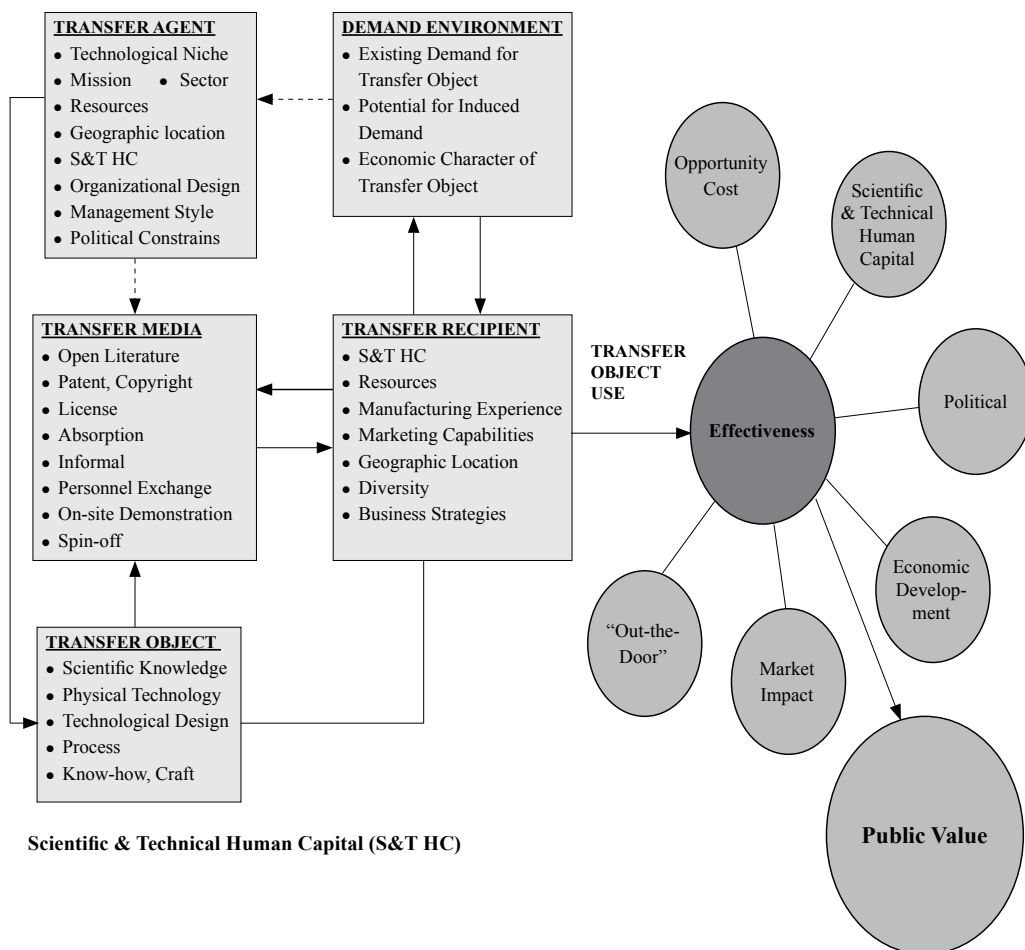 TRANSFER AGENT
• Technological Niche
• Mission • Sector
• Resources
• Geographic location
• S&T HC
• Organizational Design
• Management Style
• Political Constrains
DEMAND ENVIRONMENT
• Existing Demand for
Transfer Object
• Potential for Induced
Demand
• Economic Character of
Transfer Object
TRANSFER MEDIA
• Open Literature
• Patent, Copyright
• License
• Absorption
• Informal
• Personnel Exchange
• On-site Demonstration
• Spin-off
TRANSFER RECIPIENT
• S&T HC
• Resources
• Manufacturing Experience
• Marketing Capabilities
• Geographic Location
• Diversity
• Business Strategies
TRANSFER OBJECT
• Scientific Knowledge
• Physical Technology
• Technological Design
• Process
• Know-how, Craft
TRANSFER
OBJECT
USE
Effectiveness
Opportunity
Cost
Scientific
& Technical
Human
Capital
Political
Economic
Develop-
ment
Market
Impact
“Out-the-
Door”
Public Value
Scientific & Technical Human Capital (S&T HC)